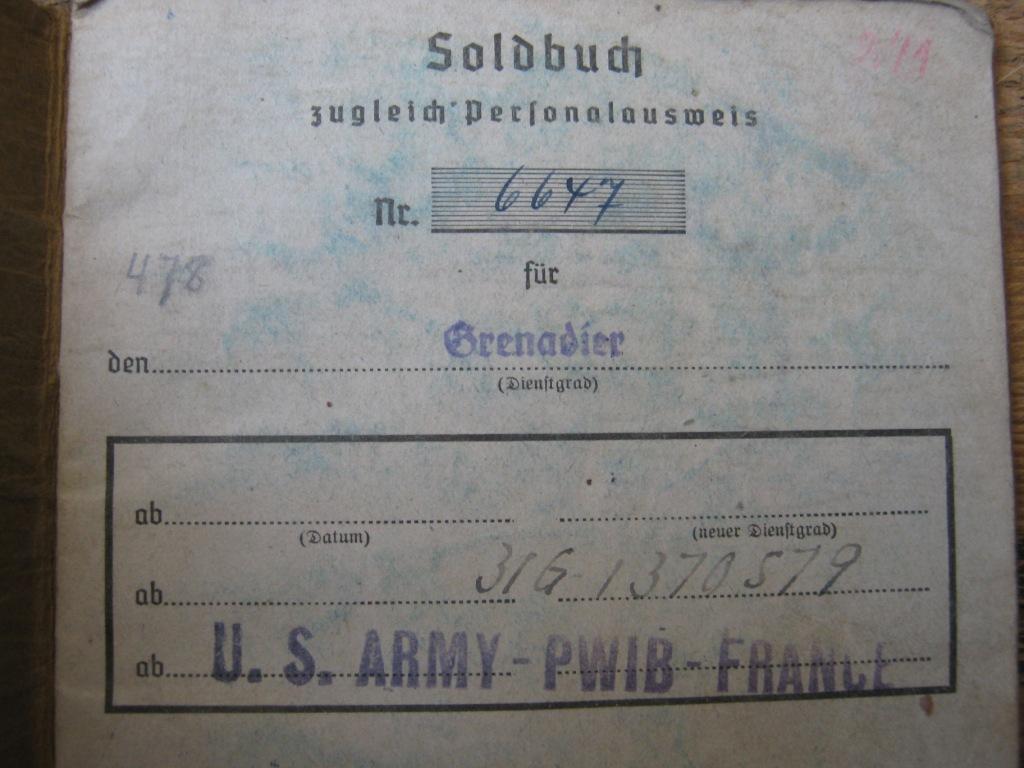 Soldbuch
zugleich Personalausweis
Nr. 6647
478
für
den Grenadier
(Dienstgrad)
ab
(Datum) (neuer Dienstgrad)
ab 31G-1370579
ab U. S. ARMY-PWIB-FRANCE